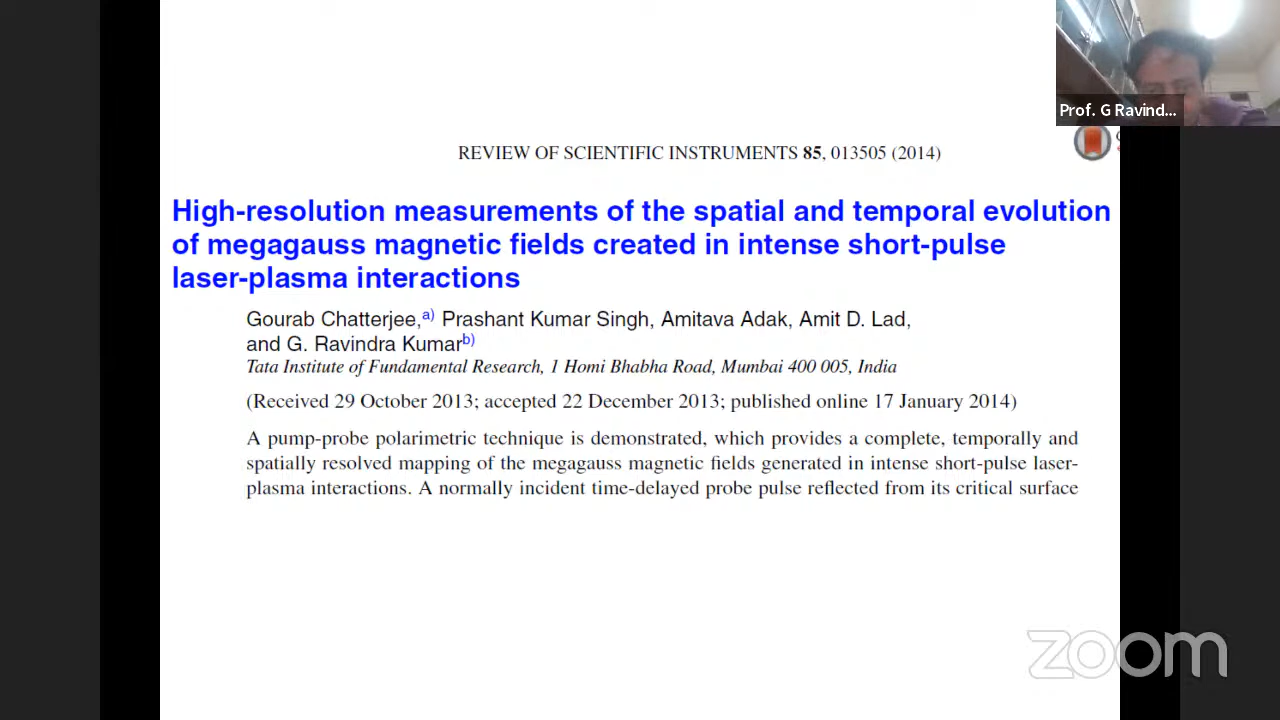 Prof. G Ravind...
REVIEW OF SCIENTIFIC INSTRUMENTS 85, 013505 (2014)
High-resolution measurements of the spatial and temporal evolution
of megagauss magnetic fields created in intense short-pulse
laser-plasma interactions
Gourab Chatterjee,a) Prashant Kumar Singh, Amitava Adak, Amit D. Lad,
and G. Ravindra Kumarb)
Tata Institute of Fundamental Research, 1 Homi Bhabha Road, Mumbai 400 005, India
(Received 29 October 2013; accepted 22 December 2013; published online 17 January 2014)
A pump-probe polarimetric technique is demonstrated, which provides a complete, temporally and
spatially resolved mapping of the megagauss magnetic fields generated in intense short-pulse laser-
plasma interactions. A normally incident time-delayed probe pulse reflected from its critical surface
zoom